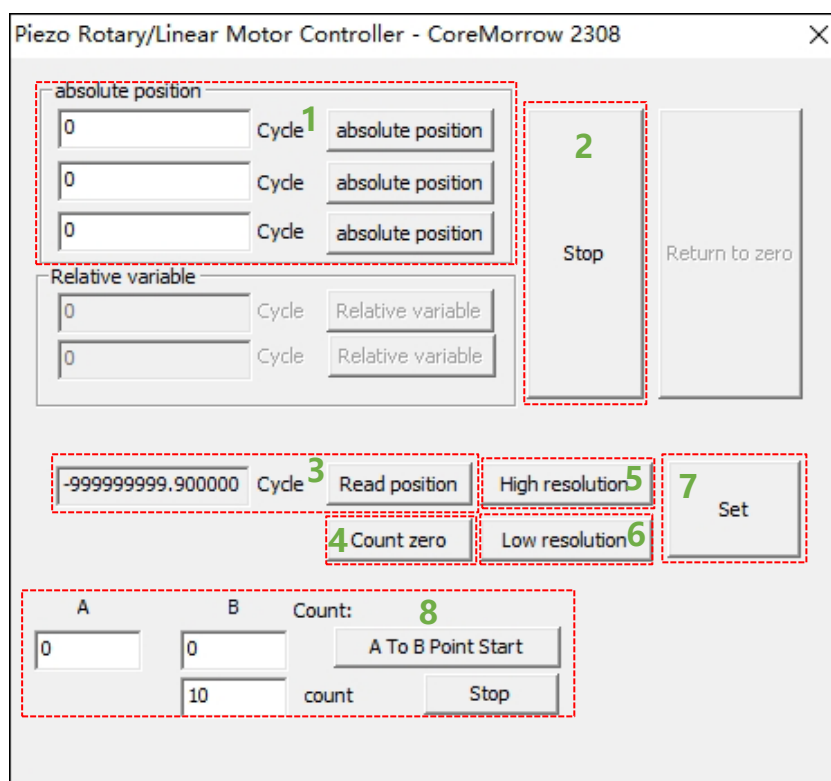 Piezo Rotary/Linear Motor Controller - CoreMorrow 2308
absolute position
0 Cycle 1 absolute position
0 Cycle absolute position
0 Cycle absolute position
2
Stop
Return to zero
Relative variable
0 Cycle Relative variable
0 Cycle Relative variable
-999999999.900000 Cycle 3 Read position High resolution 5
4 Count zero Low resolution 6
7
Set
A B Count: 8
0 0 A To B Point Start
10 count Stop